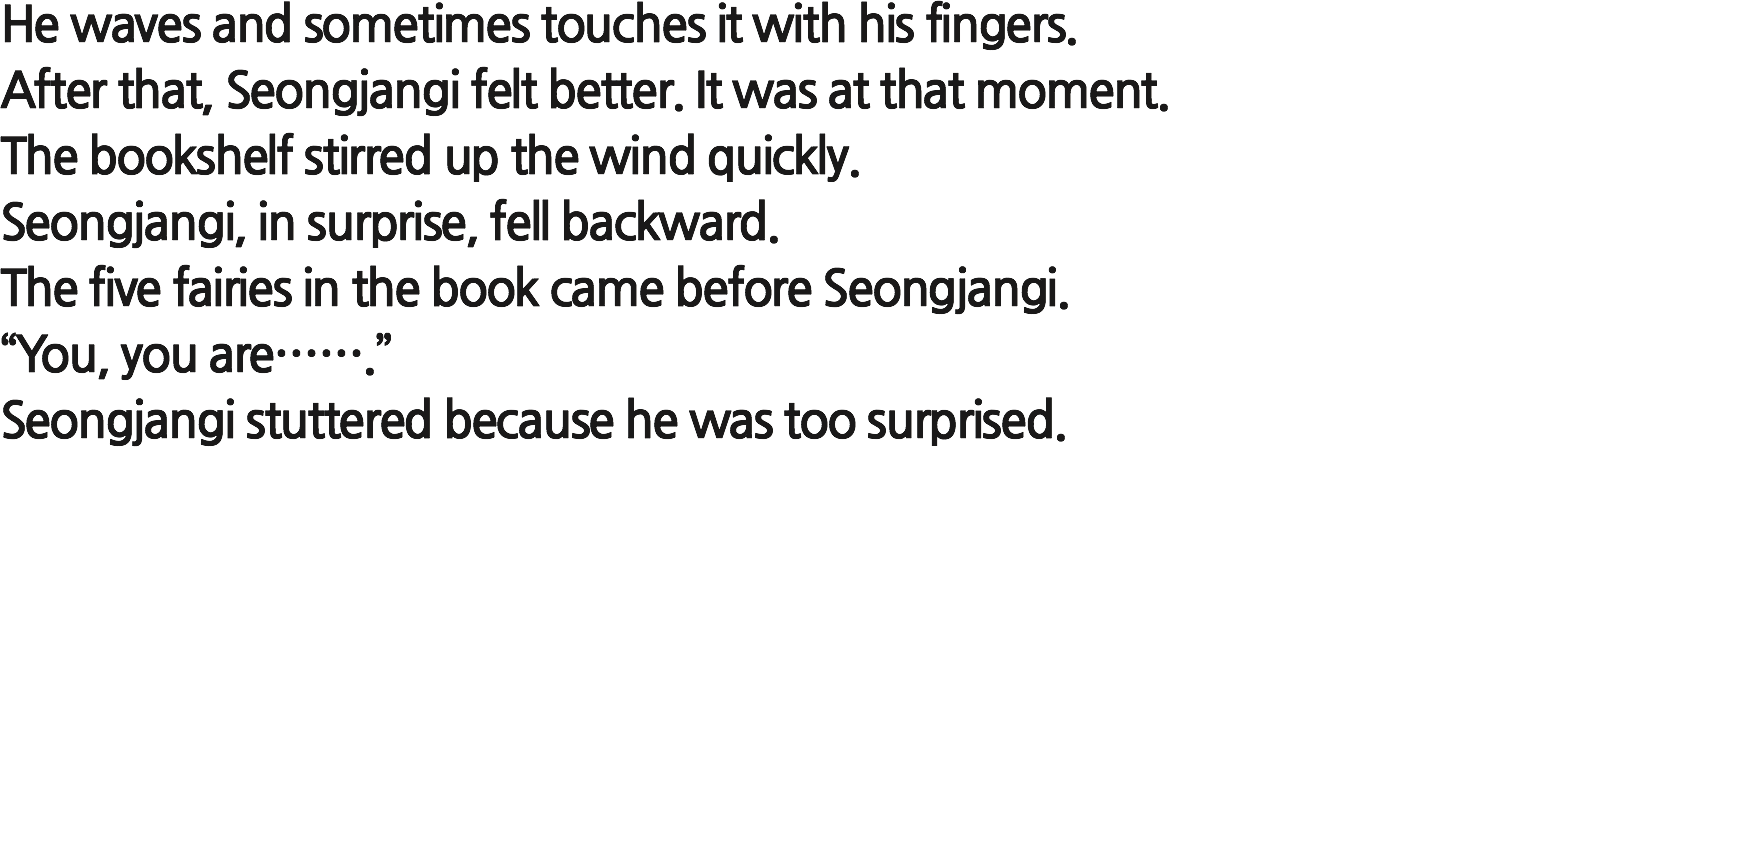 He waves and sometimes touches it with his fingers.
After that, Seongjangi felt better. It was at that moment.
The bookshelf stirred up the wind quickly.
Seongjangi, in surprise, fell backward.
The five fairies in the book came before Seongjangi.
“You, you are…….”
Seongjangi stuttered because he was too surprised.